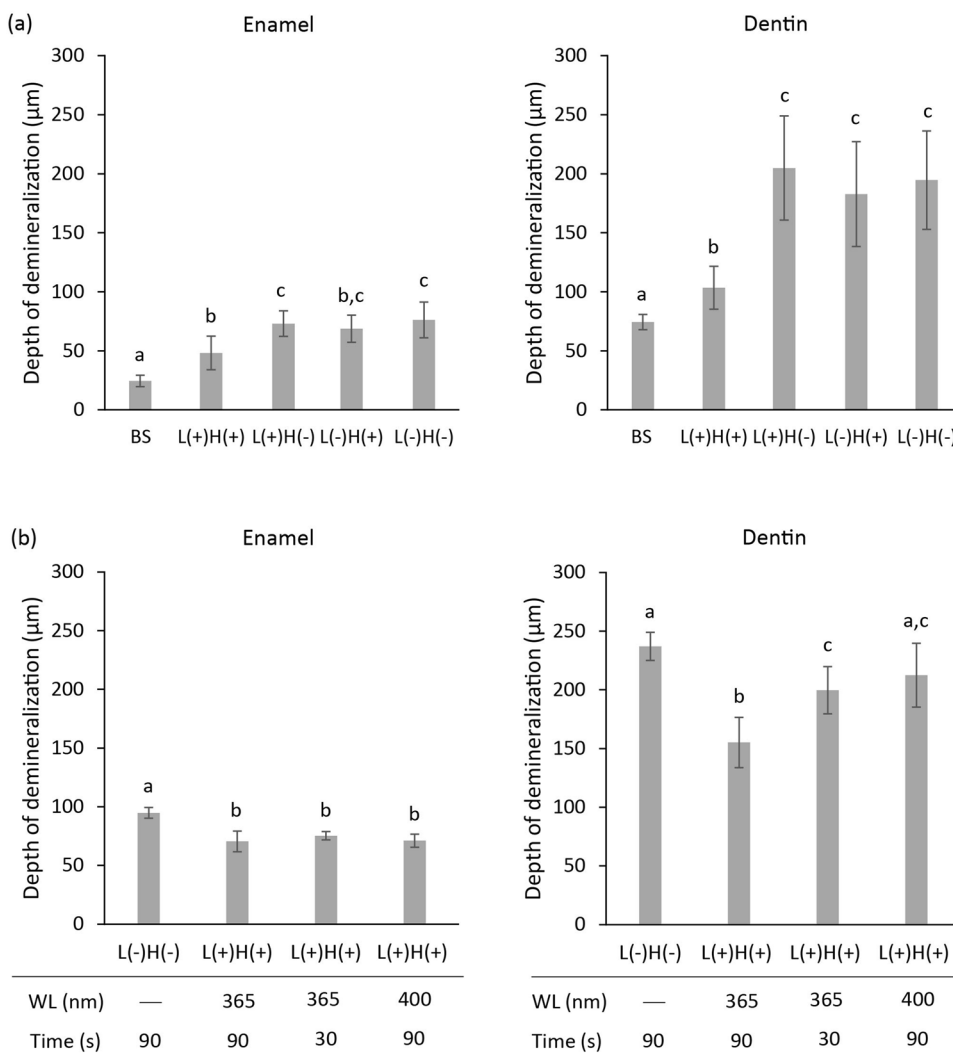 (a)
Enamel
Depth of demineralization (µm)
300
250
200
150
100
50
0
a
b
c
b,c
c
BS L(+)H(+) L(+)H(-) L(-)H(+) L(-)H(-)
Dentin
Depth of demineralization (µm)
300
250
200
150
100
50
0
a
b
c
c
c
BS L(+)H(+) L(+)H(-) L(-)H(+) L(-)H(-)
(b)
Enamel
Depth of demineralization (µm)
300
250
200
150
100
50
0
a
b
b
b
L(-)H(-) L(+)H(+) L(+)H(+) L(+)H(+)
WL (nm) — 365 365 400
Time (s) 90 90 30 90
Dentin
Depth of demineralization (µm)
300
250
200
150
100
50
0
a
b
c
a,c
L(-)H(-) L(+)H(+) L(+)H(+) L(+)H(+)
WL (nm) — 365 365 400
Time (s) 90 90 30 90